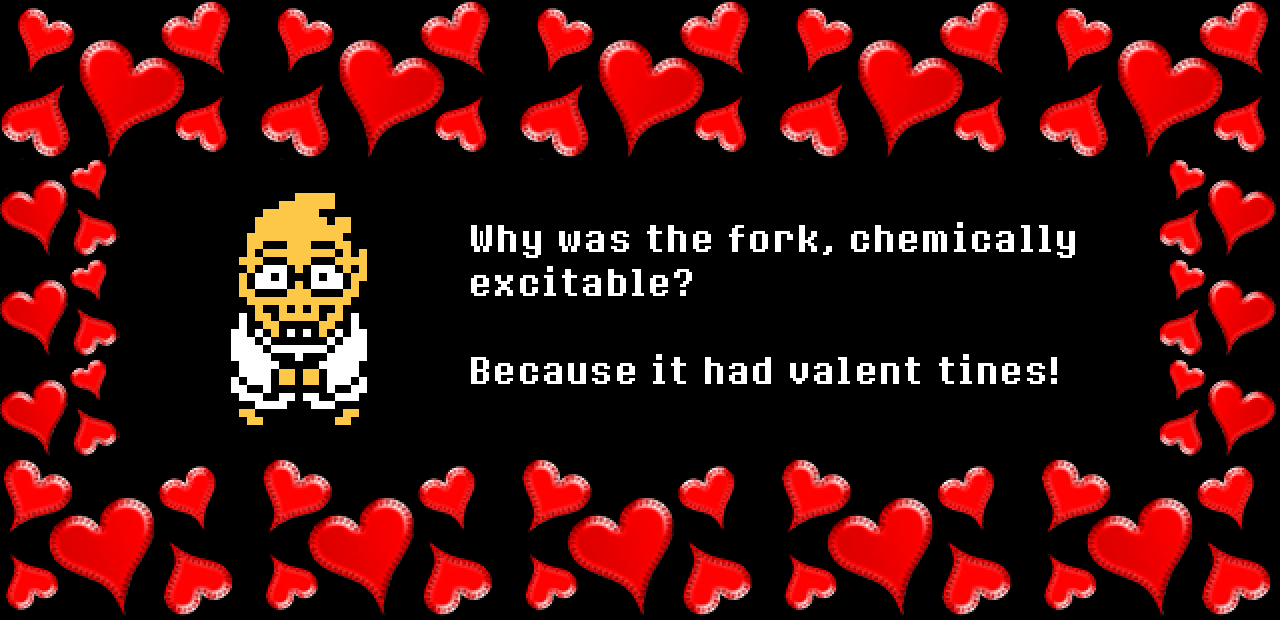 Why was the fork, chemically
excitable?
Because it had valent tines!